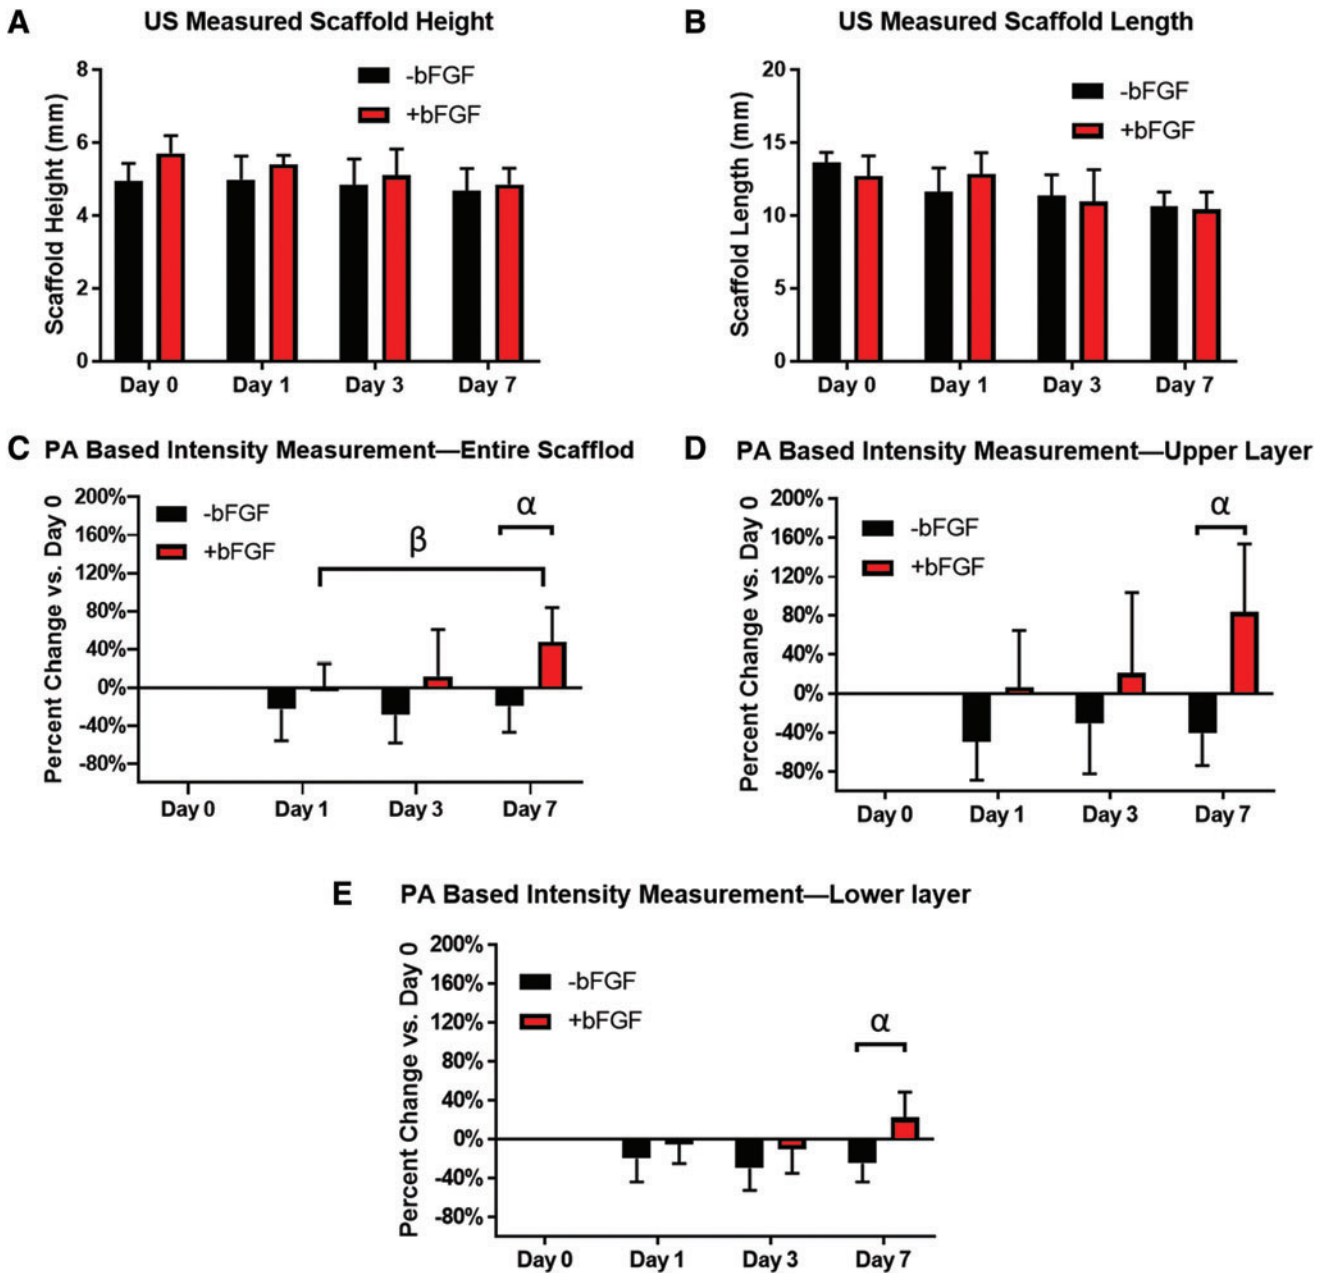 A US Measured Scaffold Height
8
6
4
2
0
Scaffold Height (mm)
-bFGF
+bFGF
Day 0 Day 1 Day 3 Day 7
B US Measured Scaffold Length
20
15
10
5
0
Scaffold Length (mm)
-bFGF
+bFGF
Day 0 Day 1 Day 3 Day 7
C PA Based Intensity Measurement—Entire Scafflod
200%
160%
120%
80%
40%
0%
-40%
-80%
Percent Change vs. Day 0
-bFGF
+bFGF
β
α
Day 0 Day 1 Day 3 Day 7
D PA Based Intensity Measurement—Upper Layer
200%
160%
120%
80%
40%
0%
-40%
-80%
Percent Change vs. Day 0
-bFGF
+bFGF
α
Day 0 Day 1 Day 3 Day 7
E PA Based Intensity Measurement—Lower layer
200%
160%
120%
80%
40%
0%
-40%
-80%
Percent Change vs. Day 0
-bFGF
+bFGF
α
Day 0 Day 1 Day 3 Day 7